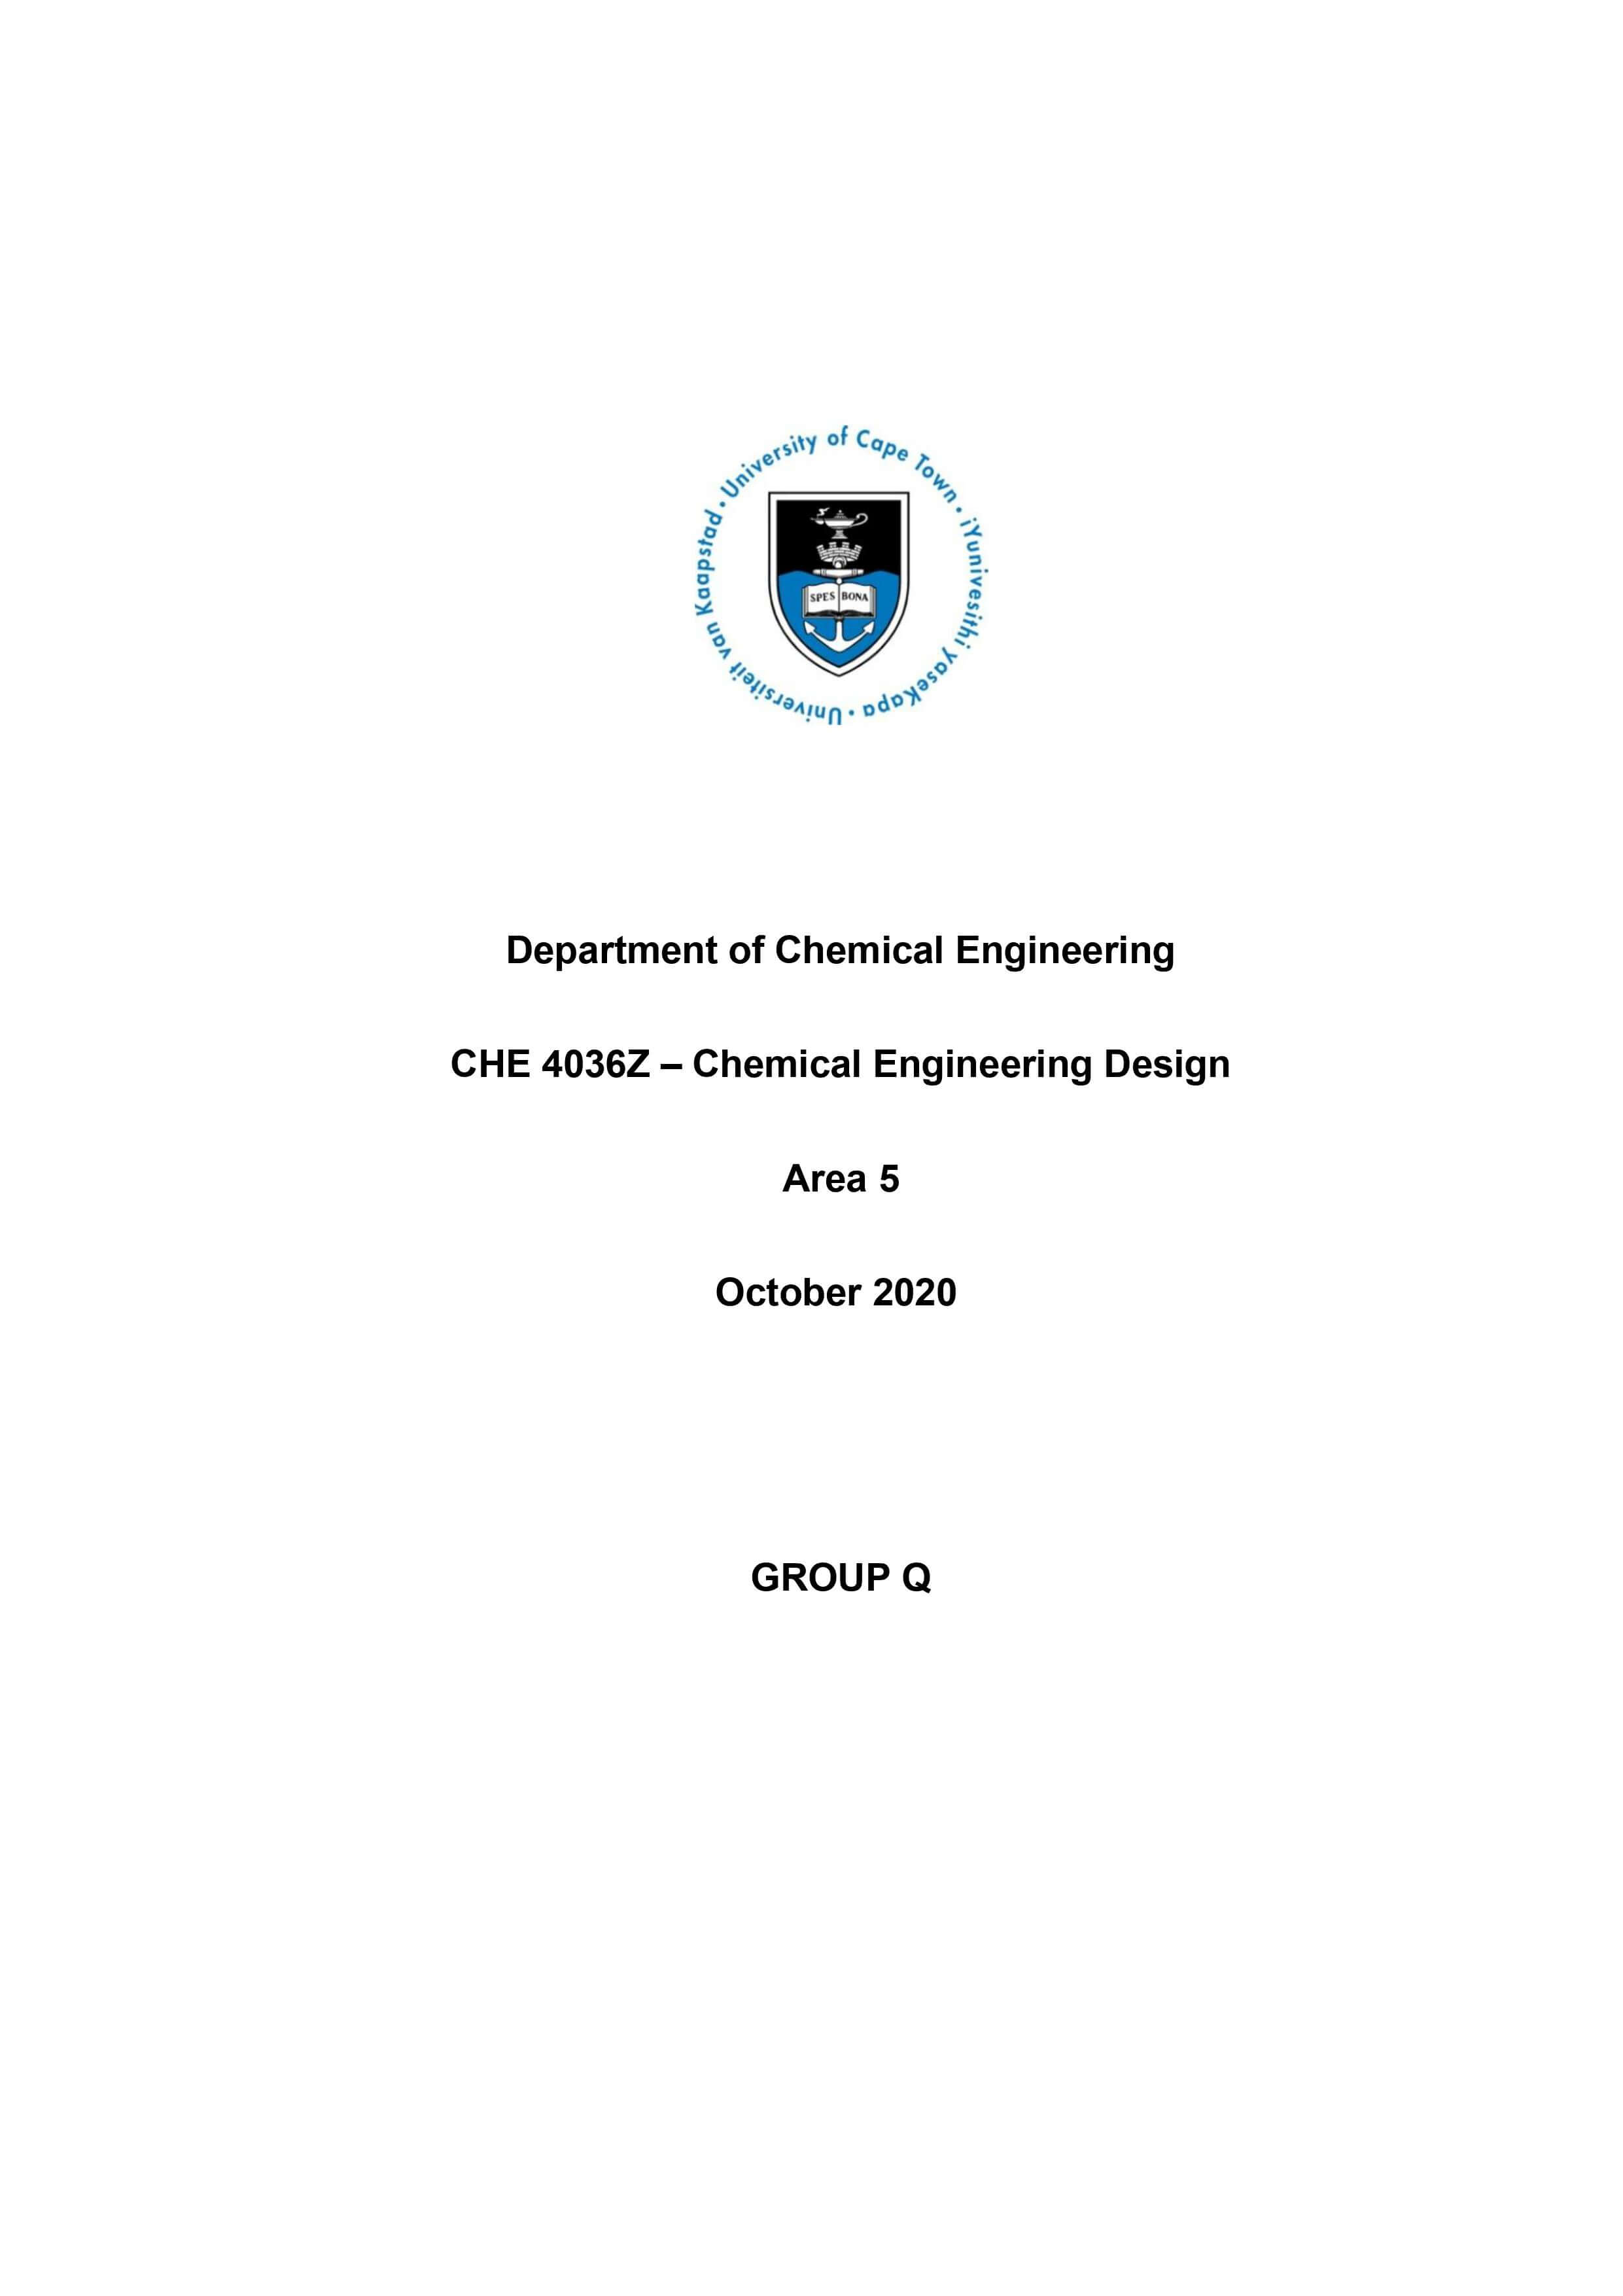 University of Cape Town • iYunivesithi yaseKapa • Universiteit van Kaapstad •
SPES BONA
Department of Chemical Engineering
CHE 4036Z – Chemical Engineering Design
Area 5
October 2020
GROUP Q